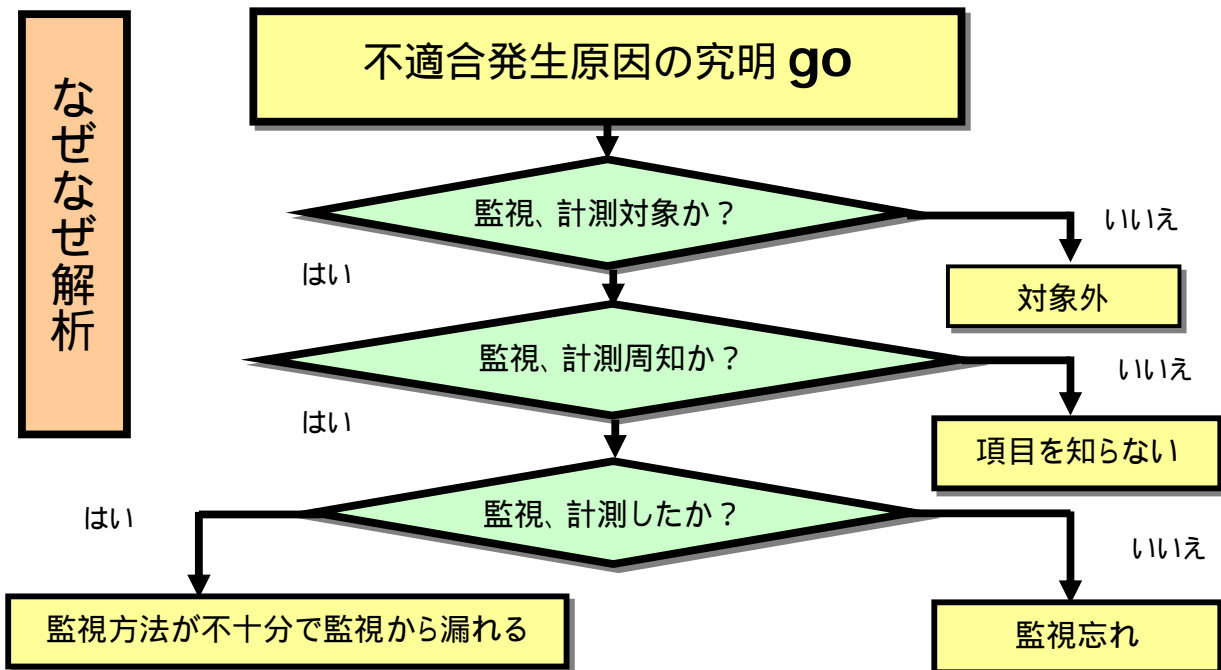 なぜなぜ解析
不適合発生原因の究明 go
監視、計測対象か？
いいえ
はい
対象外
監視、計測周知か？
いいえ
はい
項目を知らない
監視、計測したか？
はい
いいえ
監視方法が不十分で監視から漏れる
監視忘れ